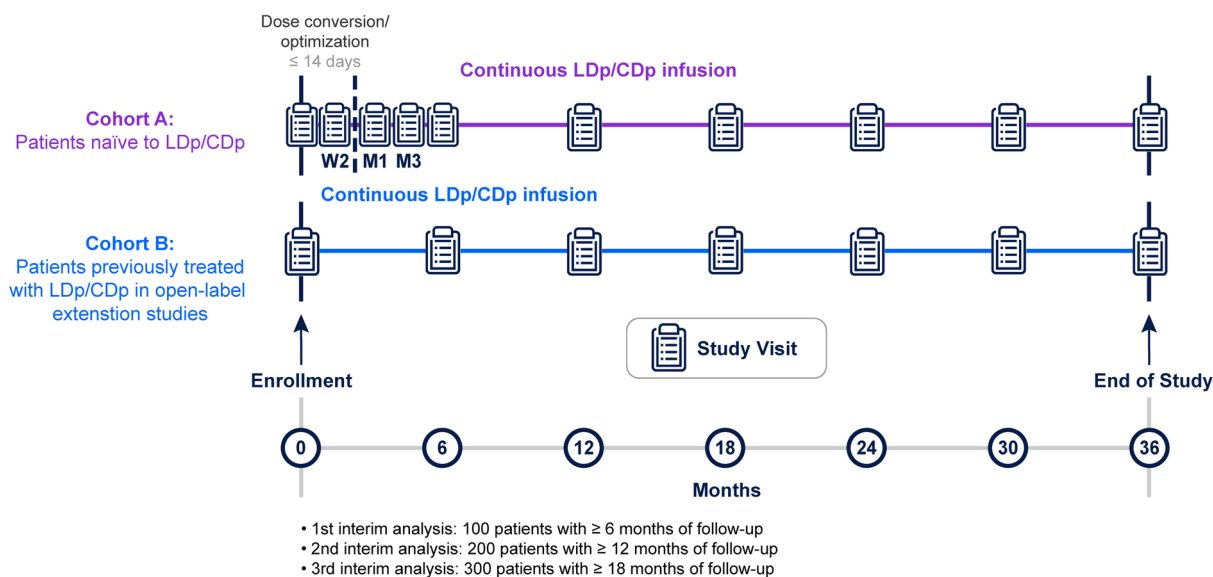 Dose conversion/
optimization
≤ 14 days
Continuous LDp/CDp infusion
Cohort A:
Patients naïve to LDp/CDp
W2 M1 M3
Continuous LDp/CDp infusion
Cohort B:
Patients previously treated
with LDp/CDp in open-label
extenstion studies
Study Visit
Enrollment
End of Study
0 6 12 18 24 30 36
Months
• 1st interim analysis: 100 patients with ≥ 6 months of follow-up
• 2nd interim analysis: 200 patients with ≥ 12 months of follow-up
• 3rd interim analysis: 300 patients with ≥ 18 months of follow-up